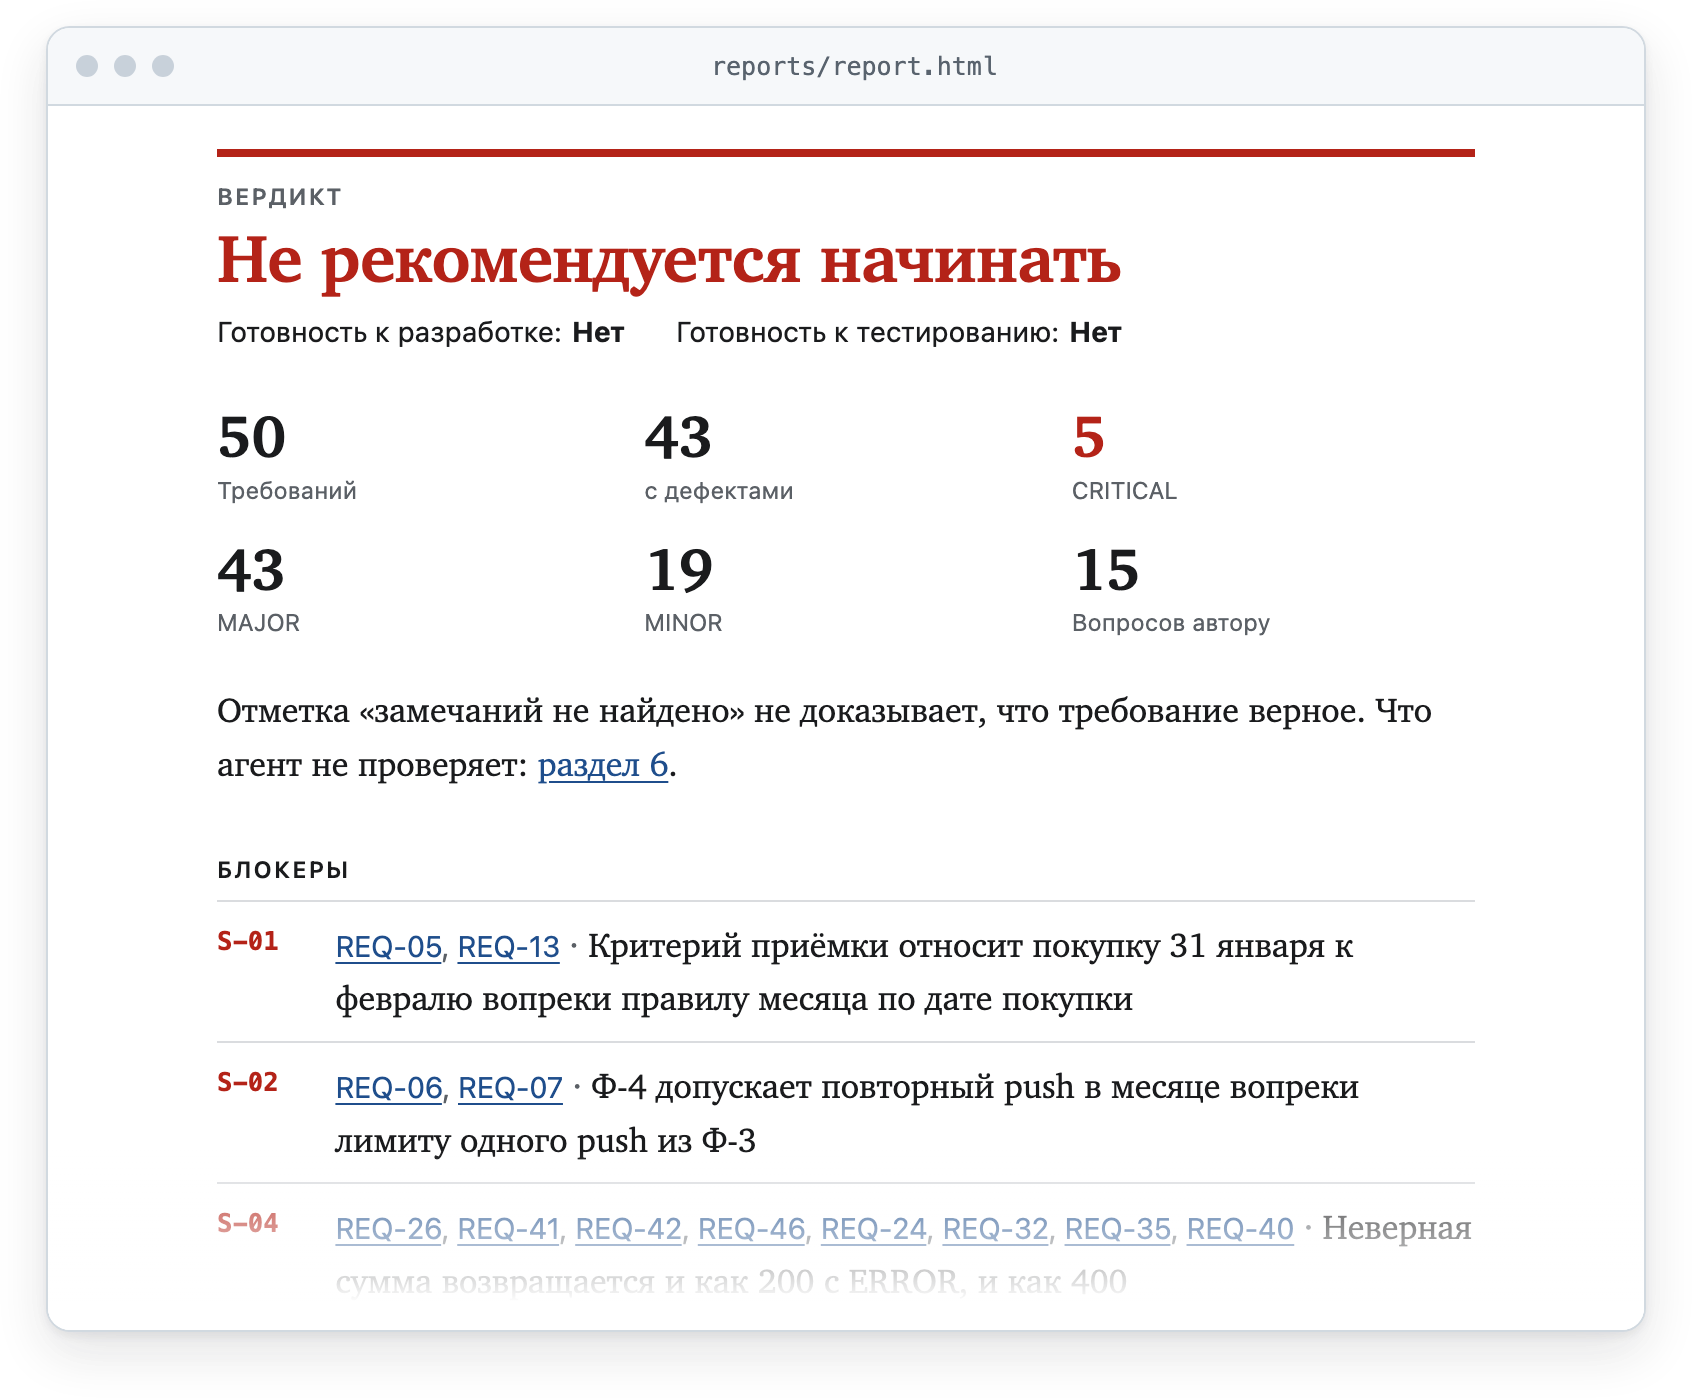 reports/report.html
ВЕРДИКТ
Не рекомендуется начинать
Готовность к разработке: Нет Готовность к тестированию: Нет
50 43 5
Требований с дефектами CRITICAL
43 19 15
MAJOR MINOR Вопросов автору
Отметка «замечаний не найдено» не доказывает, что требование верное. Что
агент не проверяет: раздел 6.
БЛОКЕРЫ
S-01 REQ-05, REQ-13 · Критерий приёмки относит покупку 31 января к
февралю вопреки правилу месяца по дате покупки
S-02 REQ-06, REQ-07 · Ф-4 допускает повторный push в месяце вопреки
лимиту одного push из Ф-3
S-04 REQ-26, REQ-41, REQ-42, REQ-46, REQ-24, REQ-32, REQ-35, REQ-40 · Неверная
сумма возвращается и как 200 с ERROR, и как 400